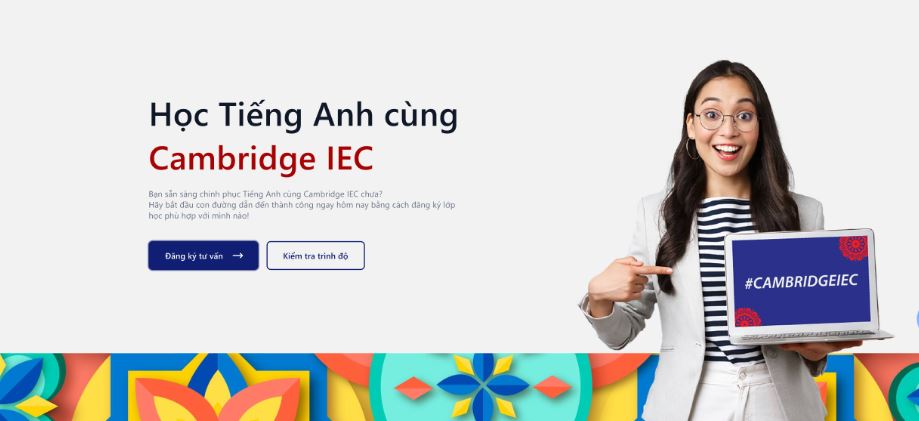 Học Tiếng Anh cùng
Cambridge IEC
Bạn sẵn sàng chinh phục Tiếng Anh cùng Cambridge IEC chưa?
Hãy bắt đầu con đường dẫn đến thành công ngay hôm nay bằng cách đăng ký lớp
học phù hợp với mình nào!
Đăng ký tư vấn →
Kiểm tra trình độ
#CAMBRIDGEIEC